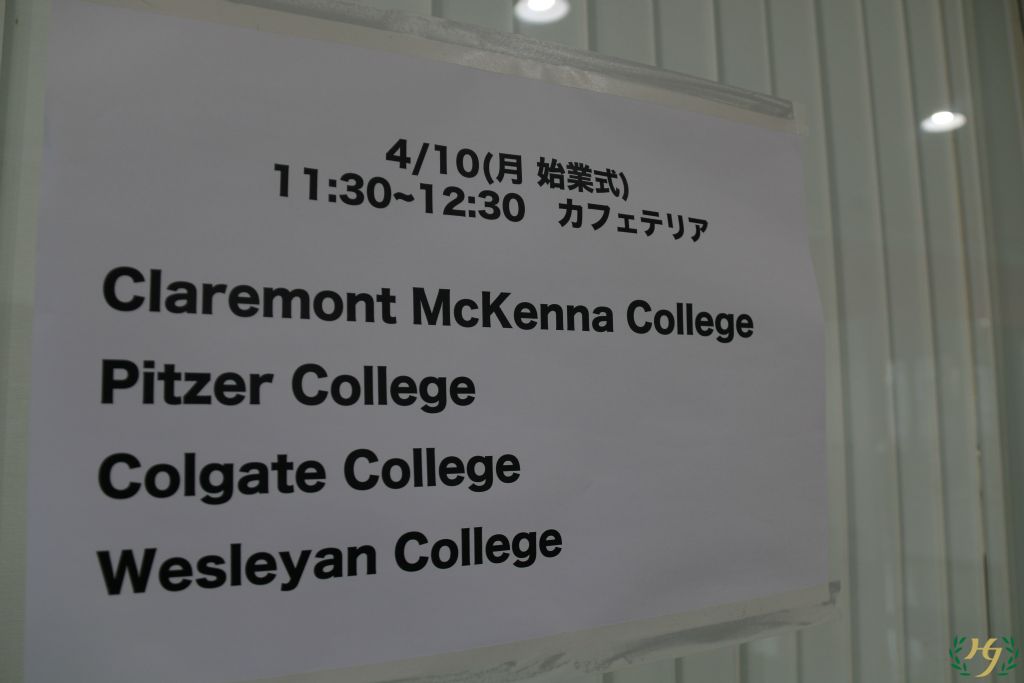 4/10(月 始業式)
11:30~12:30 カフェテリア
Claremont McKenna College
Pitzer College
Colgate College
Wesleyan College
HJ